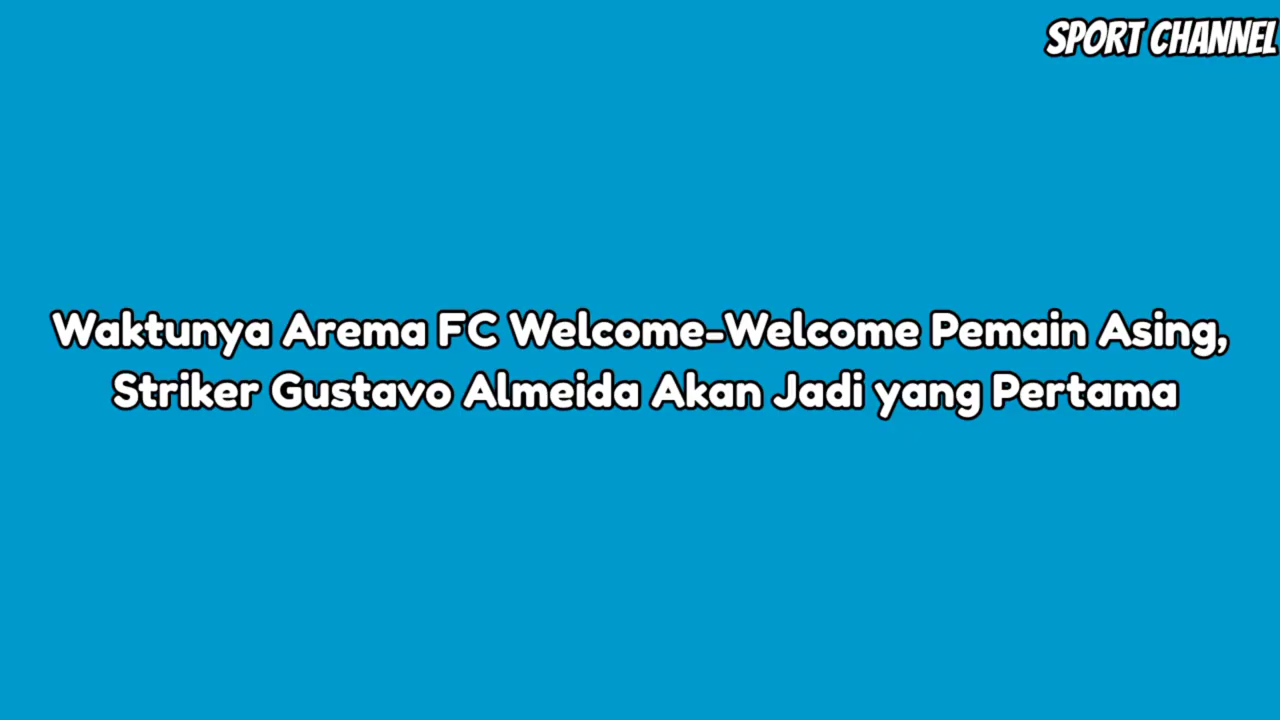 SPORT CHANNEL
Waktunya Arema FC Welcome-Welcome Pemain Asing,
Striker Gustavo Almeida Akan Jadi yang Pertama